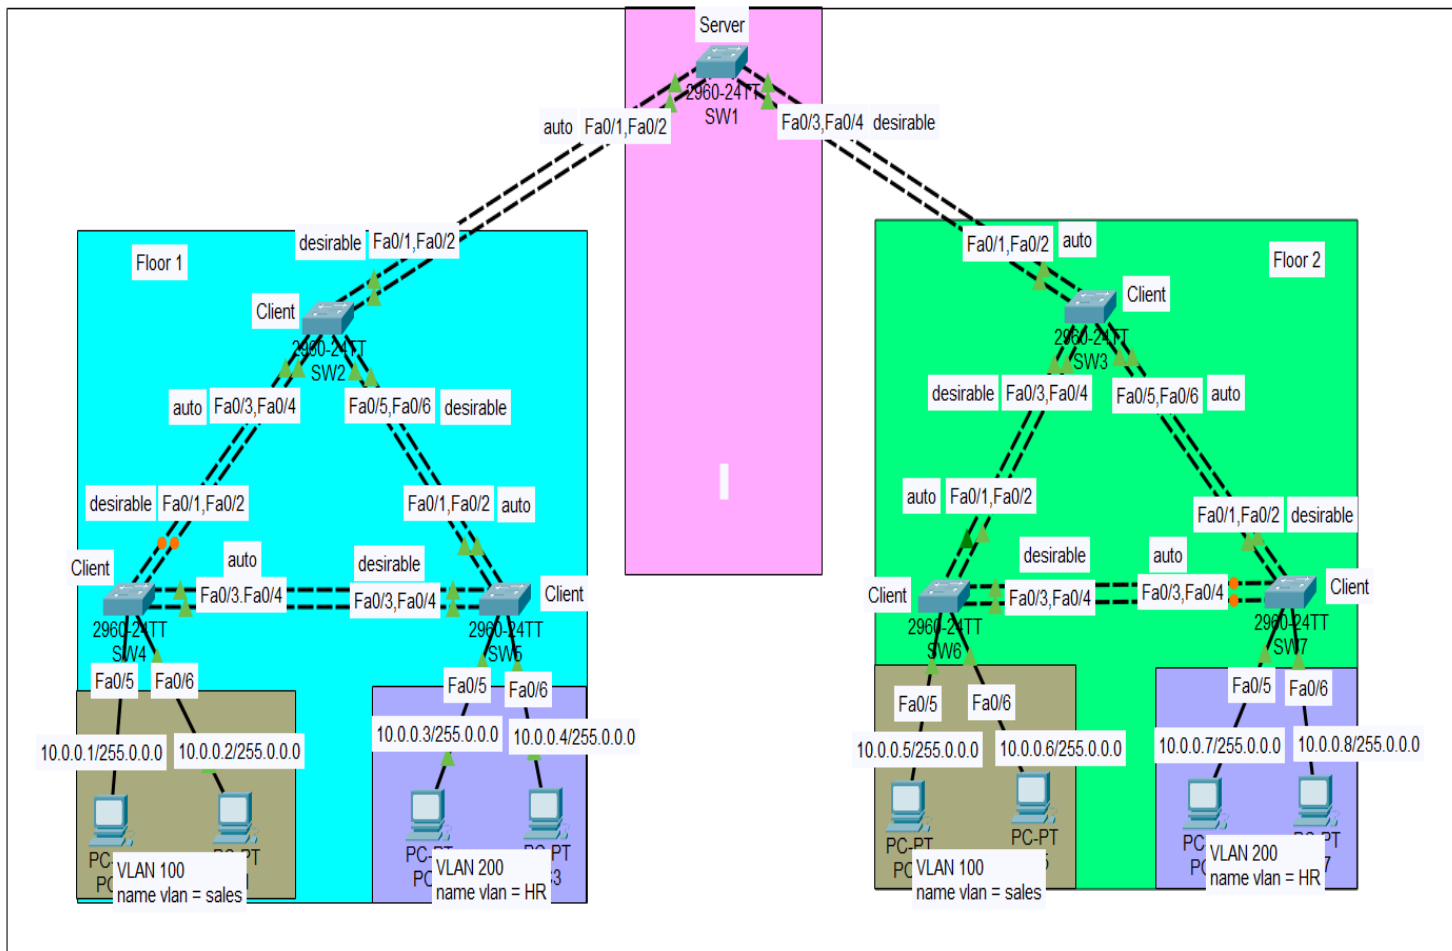 Server
2960-24TT
SW1
auto Fa0/1,Fa0/2
Fa0/3,Fa0/4 desirable
desirable Fa0/1,Fa0/2
Fa0/1,Fa0/2 auto
Floor 1
Floor 2
Client
2960-24TT
SW2
Client
2960-24TT
SW3
auto Fa0/3,Fa0/4
Fa0/5,Fa0/6 desirable
desirable Fa0/3,Fa0/4
Fa0/5,Fa0/6 auto
desirable Fa0/1,Fa0/2
Fa0/1,Fa0/2 auto
auto Fa0/1,Fa0/2
Fa0/1,Fa0/2 desirable
Client
auto
Fa0/3.Fa0/4
desirable
Fa0/3,Fa0/4
Client
2960-24TT
SW4
2960-24TT
SW5
Client
desirable
Fa0/3,Fa0/4
auto
Fa0/3,Fa0/4
Client
2960-24TT
SW6
2960-24TT
SW7
Fa0/5
Fa0/6
Fa0/5
Fa0/6
Fa0/5
Fa0/6
Fa0/5
Fa0/6
10.0.0.1/255.0.0.0
10.0.0.2/255.0.0.0
10.0.0.3/255.0.0.0
10.0.0.4/255.0.0.0
10.0.0.5/255.0.0.0
10.0.0.6/255.0.0.0
10.0.0.7/255.0.0.0
10.0.0.8/255.0.0.0
PC-PT
PC-PT
PC-PT
VLAN 100
name vlan = sales
VLAN 200
name vlan = HR
VLAN 100
name vlan = sales
VLAN 200
name vlan = HR